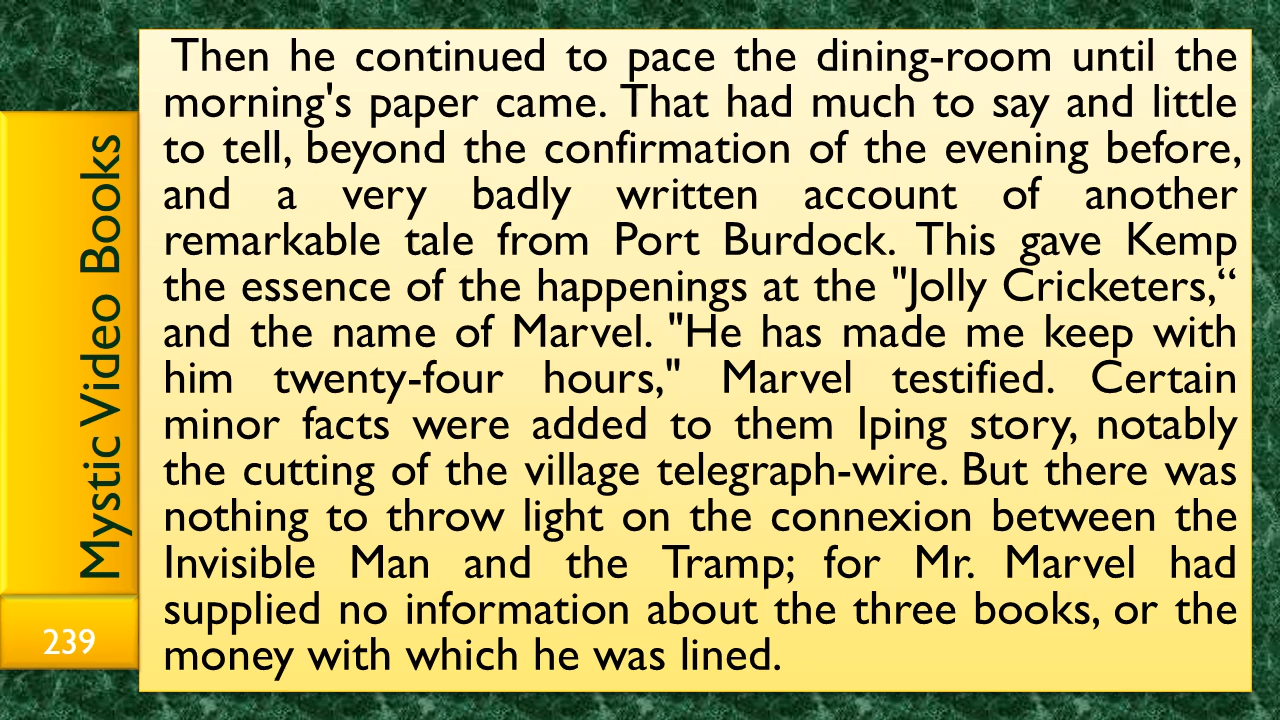 Then he continued to pace the dining-room until the
morning's paper came. That had much to say and little
to tell, beyond the confirmation of the evening before,
and a very badly written account of another
remarkable tale from Port Burdock. This gave Kemp
the essence of the happenings at the "Jolly Cricketers,“
and the name of Marvel. "He has made me keep with
him twenty-four hours," Marvel testified. Certain
minor facts were added to them Iping story, notably
the cutting of the village telegraph-wire. But there was
nothing to throw light on the connexion between the
Invisible Man and the Tramp; for Mr. Marvel had
supplied no information about the three books, or the
money with which he was lined.
Mystic Video Books
239